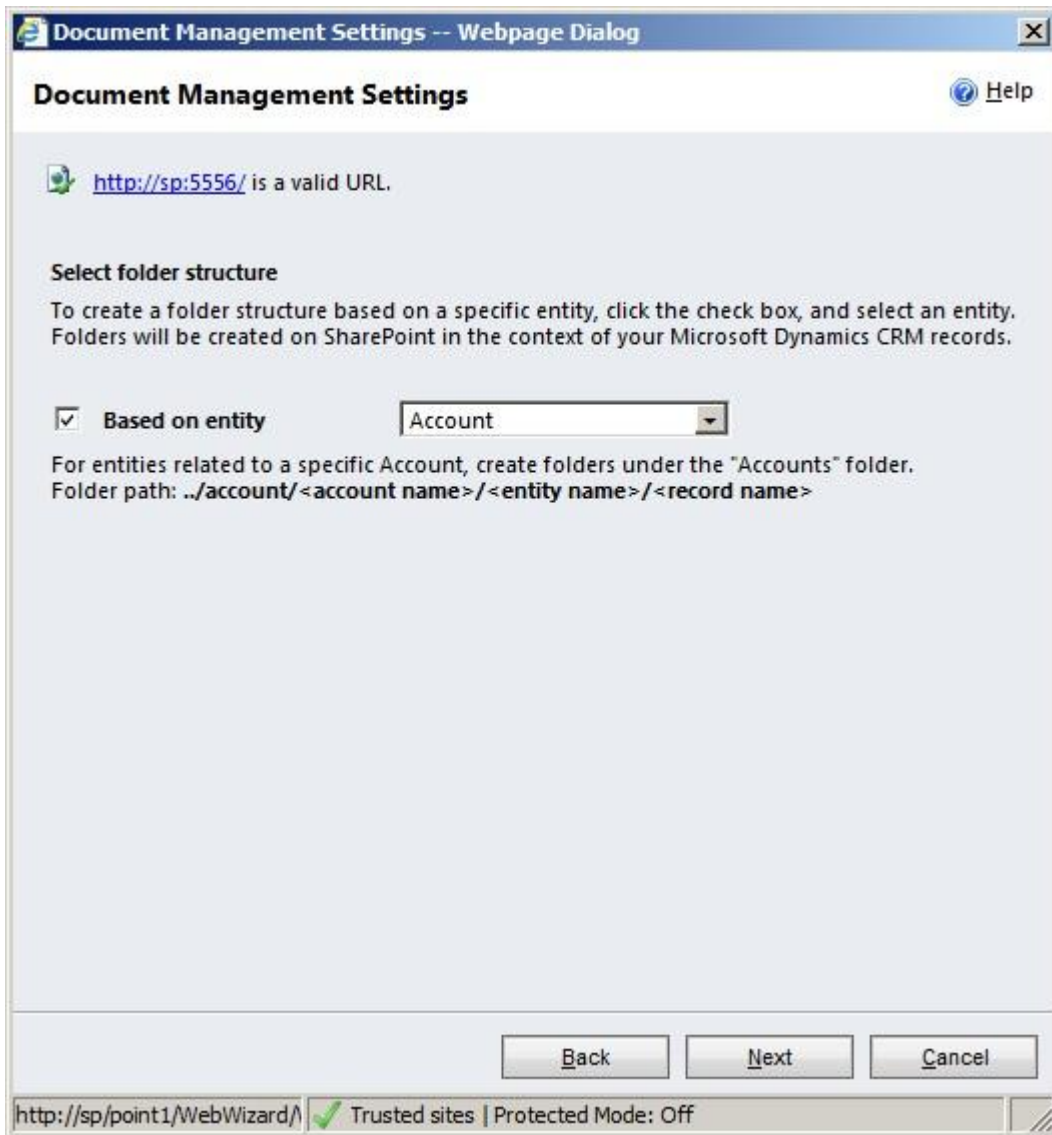 Document Management Settings -- Webpage Dialog
Document Management Settings
Help
http://sp:5556/ is a valid URL.
Select folder structure
To create a folder structure based on a specific entity, click the check box, and select an entity.
Folders will be created on SharePoint in the context of your Microsoft Dynamics CRM records.
Based on entity
Account
For entities related to a specific Account, create folders under the "Accounts" folder.
Folder path: ../account/<account name>/<entity name>/<record name>
Back
Next
Cancel
http://sp/point1/WebWizard/
Trusted sites | Protected Mode: Off